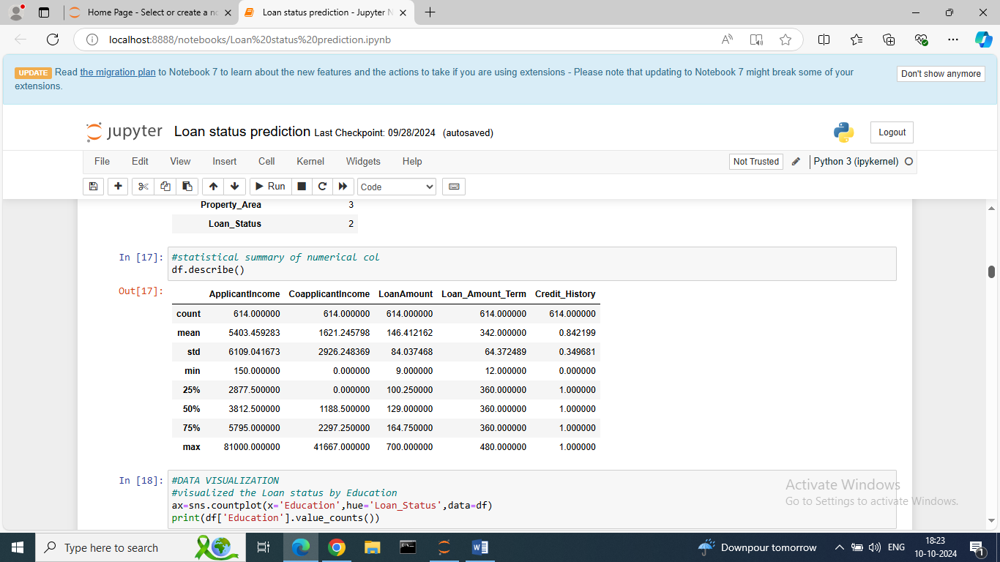 Home Page - Select or create a n
Loan status prediction - Jupyter N
localhost:8888/notebooks/Loan%20status%20prediction.ipynb
UPDATE Read the migration plan to Notebook 7 to learn about the new features and the actions to take if you are using extensions - Please note that updating to Notebook 7 might break some of your
extensions.
Don't show anymore
jupyter Loan status prediction Last Checkpoint: 09/28/2024 (autosaved)
Logout
File Edit View Insert Cell Kernel Widgets Help
Not Trusted
Python 3 (ipykernel)
Run
Code
Property_Area 3
Loan_Status 2
In [17]: #statistical summary of numerical col
df.describe()
Out[17]:
ApplicantIncome CoapplicantIncome LoanAmount Loan_Amount_Term Credit_History
count 614.000000 614.000000 614.000000 614.000000 614.000000
mean 5403.459283 1621.245798 146.412162 342.000000 0.842199
std 6109.041673 2926.248369 84.037468 64.372489 0.349681
min 150.000000 0.000000 9.000000 12.000000 0.000000
25% 2877.500000 0.000000 100.250000 360.000000 1.000000
50% 3812.500000 1188.500000 129.000000 360.000000 1.000000
75% 5795.000000 2297.250000 164.750000 360.000000 1.000000
max 81000.000000 41667.000000 700.000000 480.000000 1.000000
In [18]: #DATA VISUALIZATION
#visualized the Loan status by Education
ax=sns.countplot(x='Education',hue='Loan_Status',data=df)
print(df['Education'].value_counts())
Activate Windows
Go to Settings to activate Windows.
Type here to search
Downpour tomorrow
ENG
18:23
10-10-2024
1